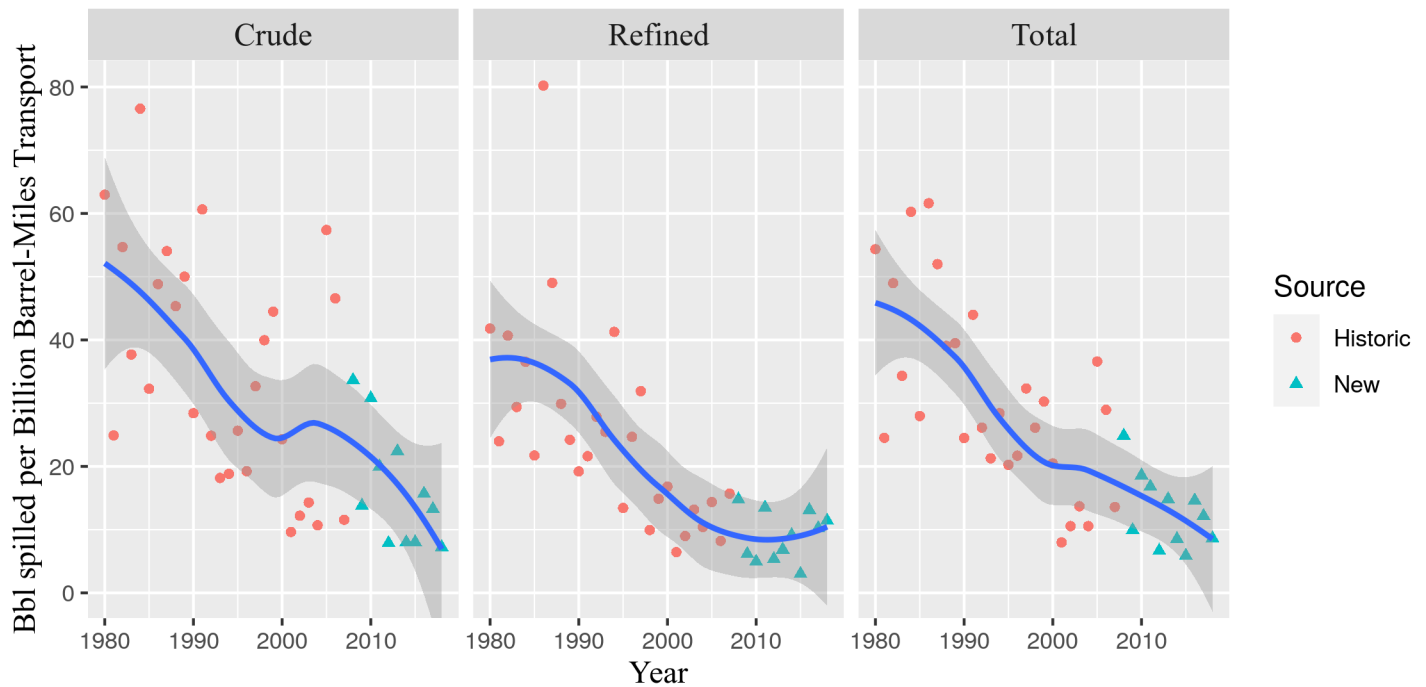 Crude Refined Total
Bbl spilled per Billion Barrel-Miles Transport
80
60
40
20
0
1980 1990 2000 2010 1980 1990 2000 2010 1980 1990 2000 2010
Year
Source
Historic
New